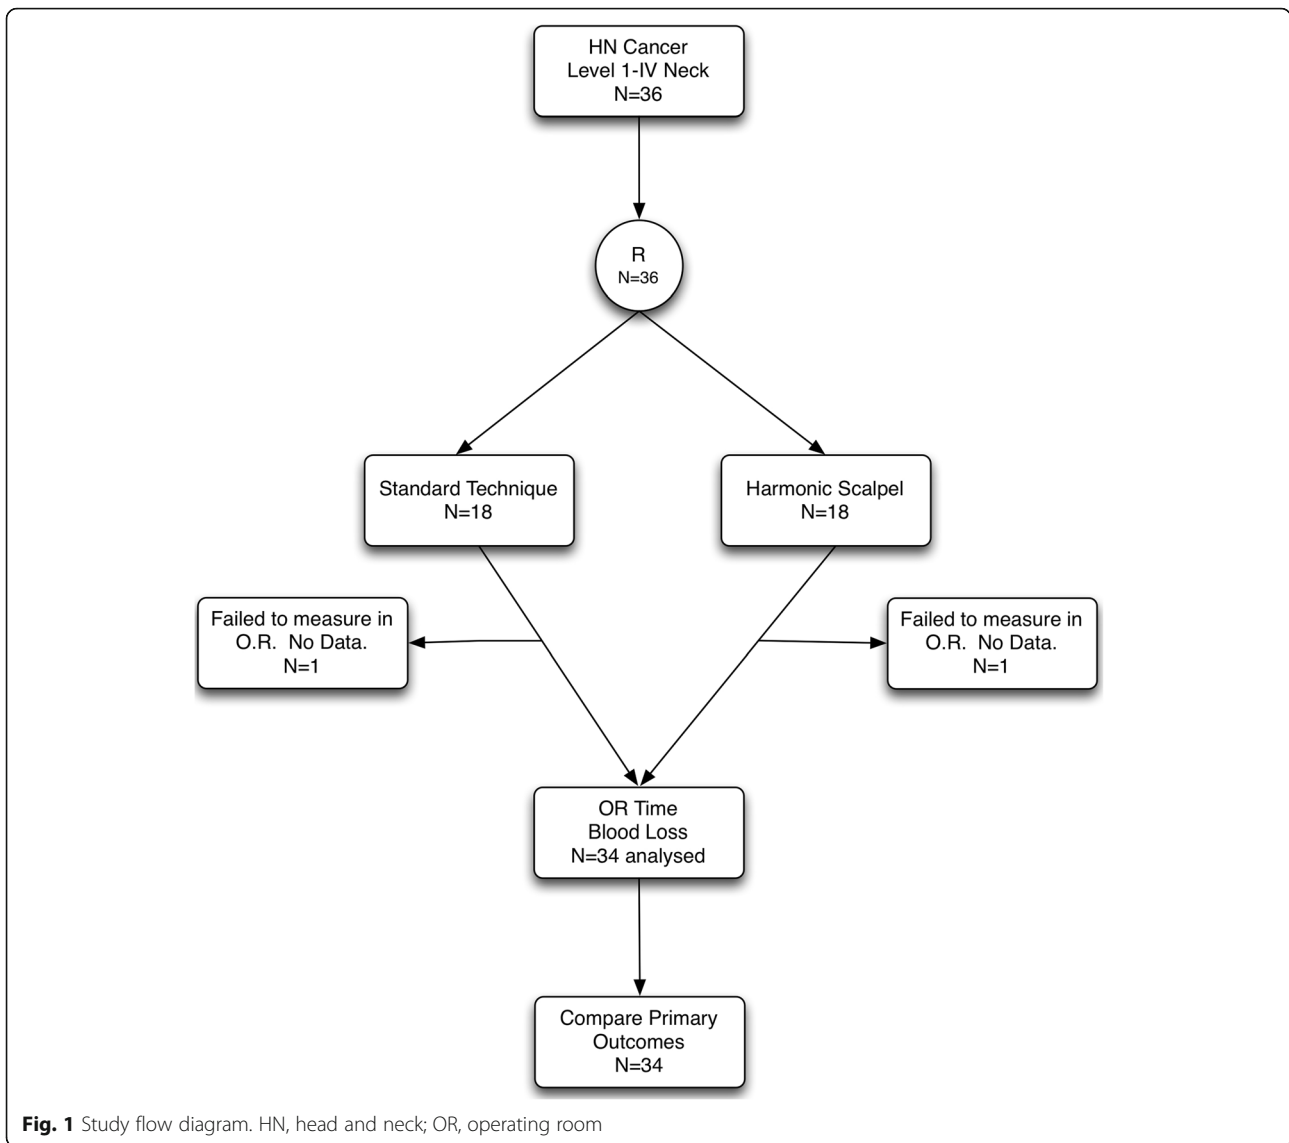 HN Cancer
Level 1-IV Neck
N=36
R
N=36
Standard Technique
N=18
Harmonic Scalpel
N=18
Failed to measure in
O.R. No Data.
N=1
Failed to measure in
O.R. No Data.
N=1
OR Time
Blood Loss
N=34 analysed
Compare Primary
Outcomes
N=34
Fig. 1 Study flow diagram. HN, head and neck; OR, operating room